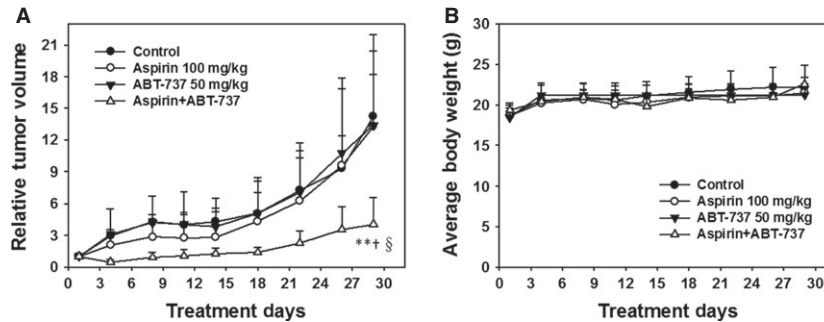 A
Relative tumor volume
21
18
15
12
9
6
3
0
Control
Aspirin 100 mg/kg
ABT-737 50 mg/kg
Aspirin+ABT-737
**† §
0 3 6 9 12 15 18 21 24 27 30
Treatment days
B
Average body weight (g)
30
25
20
15
10
5
0
Control
Aspirin 100 mg/kg
ABT-737 50 mg/kg
Aspirin+ABT-737
0 3 6 9 12 15 18 21 24 27 30
Treatment days